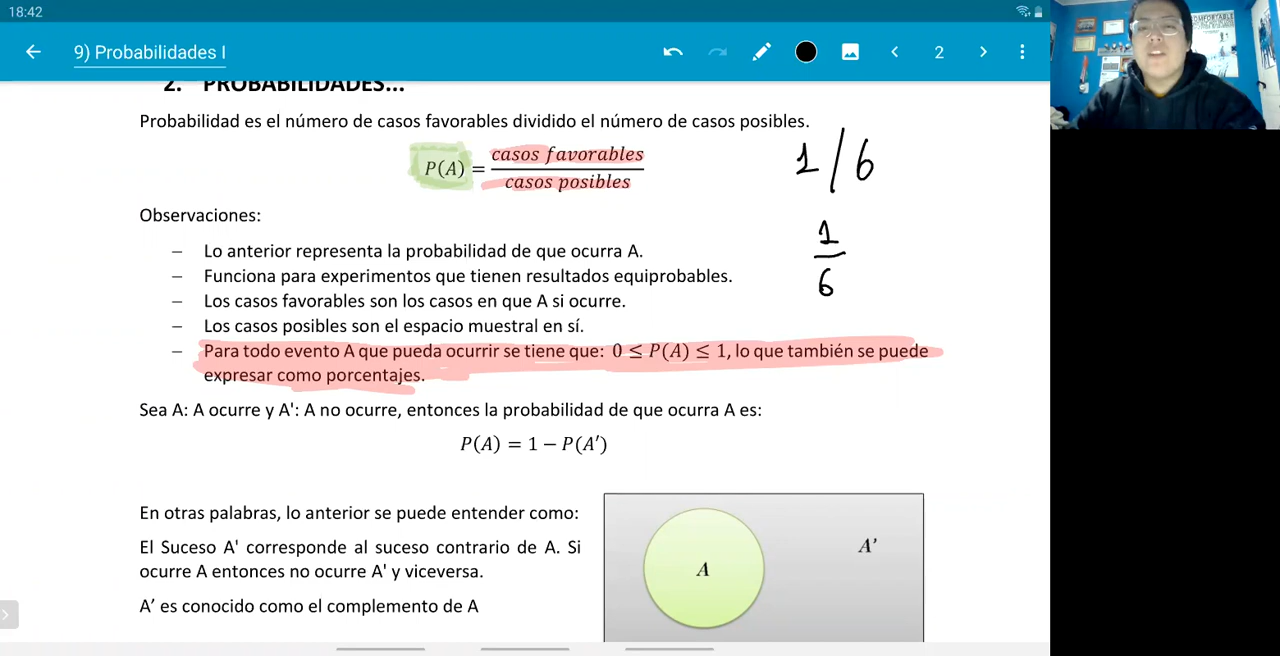 18:42
9) Probabilidades I
2
2. PROBABILIDADES...
Probabilidad es el número de casos favorables dividido el número de casos posibles.
P(A) = casos favorables / casos posibles
1/6
Observaciones:
1
6
– Lo anterior representa la probabilidad de que ocurra A.
– Funciona para experimentos que tienen resultados equiprobables.
– Los casos favorables son los casos en que A si ocurre.
– Los casos posibles son el espacio muestral en sí.
– Para todo evento A que pueda ocurrir se tiene que: 0 ≤ P(A) ≤ 1, lo que también se puede
expresar como porcentajes.
Sea A: A ocurre y A': A no ocurre, entonces la probabilidad de que ocurra A es:
P(A) = 1 − P(A')
En otras palabras, lo anterior se puede entender como:
El Suceso A' corresponde al suceso contrario de A. Si
ocurre A entonces no ocurre A' y viceversa.
A’ es conocido como el complemento de A
A
A’